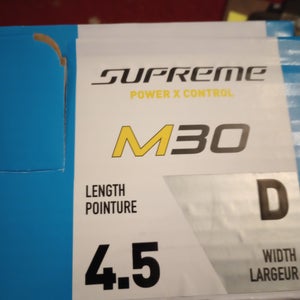 SUPREME
POWER X CONTROL
M30
LENGTH
POINTURE
D
4.5
WIDTH
LARGEUR